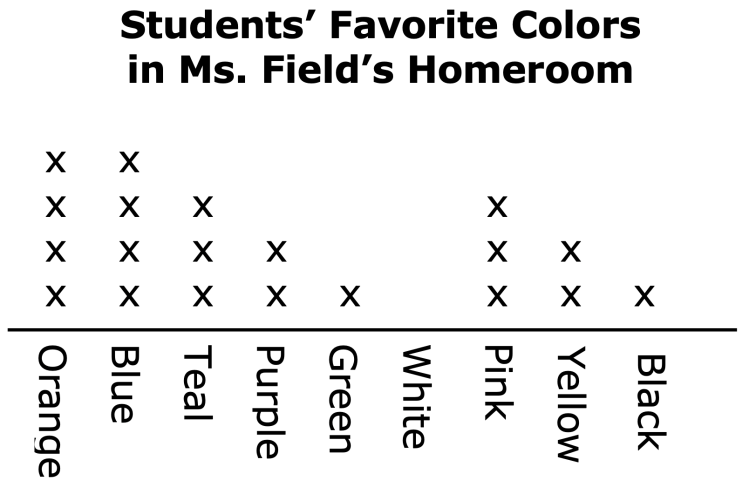 Students’ Favorite Colors
in Ms. Field’s Homeroom
x x
x x x x
x x x x x x
x x x x x x x x
Orange Blue Teal Purple Green White Pink Yellow Black